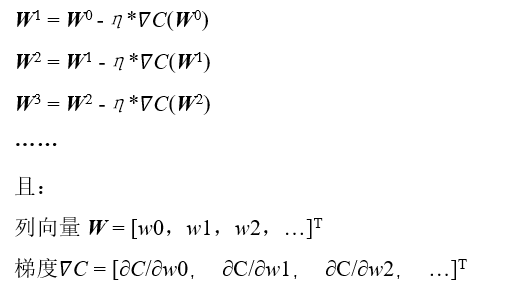 W¹ = W⁰ - η *∇C(W⁰)
W² = W¹ - η *∇C(W¹)
W³ = W² - η *∇C(W²)
……
且：
列向量 W = [w0，w1，w2，…]ᵀ
梯度∇C = [∂C/∂w0， ∂C/∂w1， ∂C/∂w2， …]ᵀ